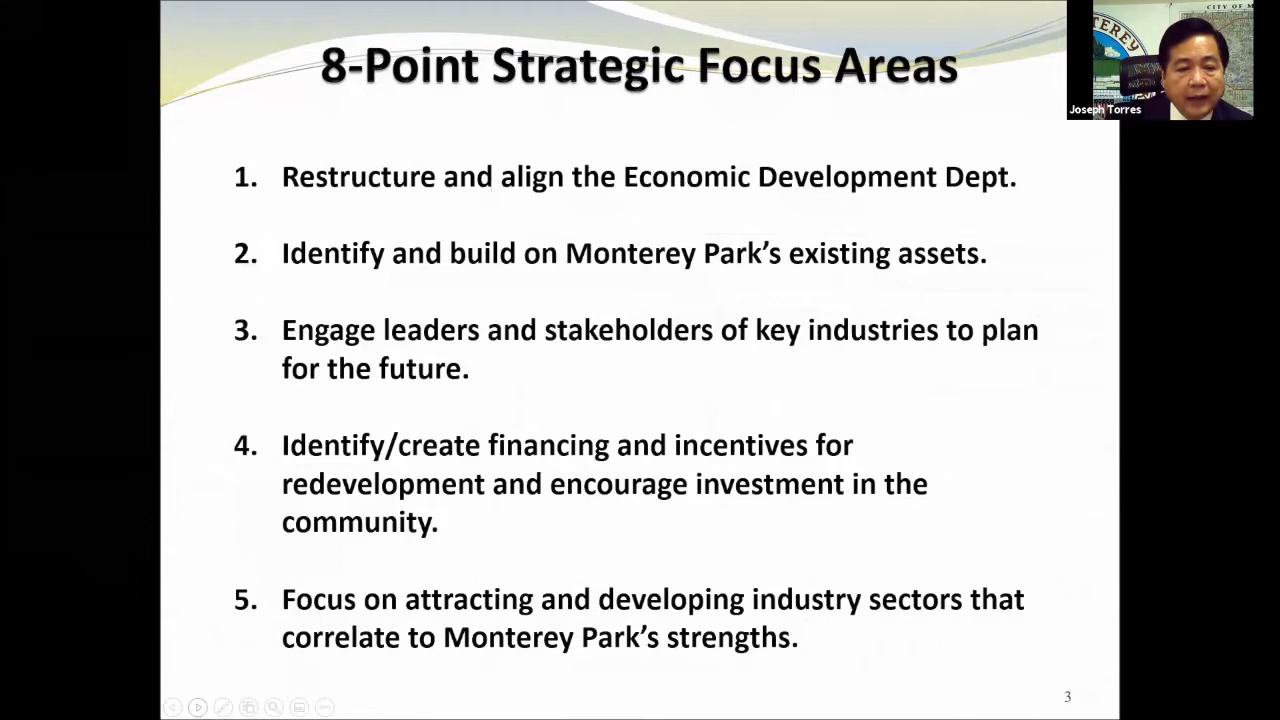 8-Point Strategic Focus Areas
CITY OF M
TEREY
Joseph Torres
1. Restructure and align the Economic Development Dept.
2. Identify and build on Monterey Park’s existing assets.
3. Engage leaders and stakeholders of key industries to plan
for the future.
4. Identify/create financing and incentives for
redevelopment and encourage investment in the
community.
5. Focus on attracting and developing industry sectors that
correlate to Monterey Park’s strengths.
3